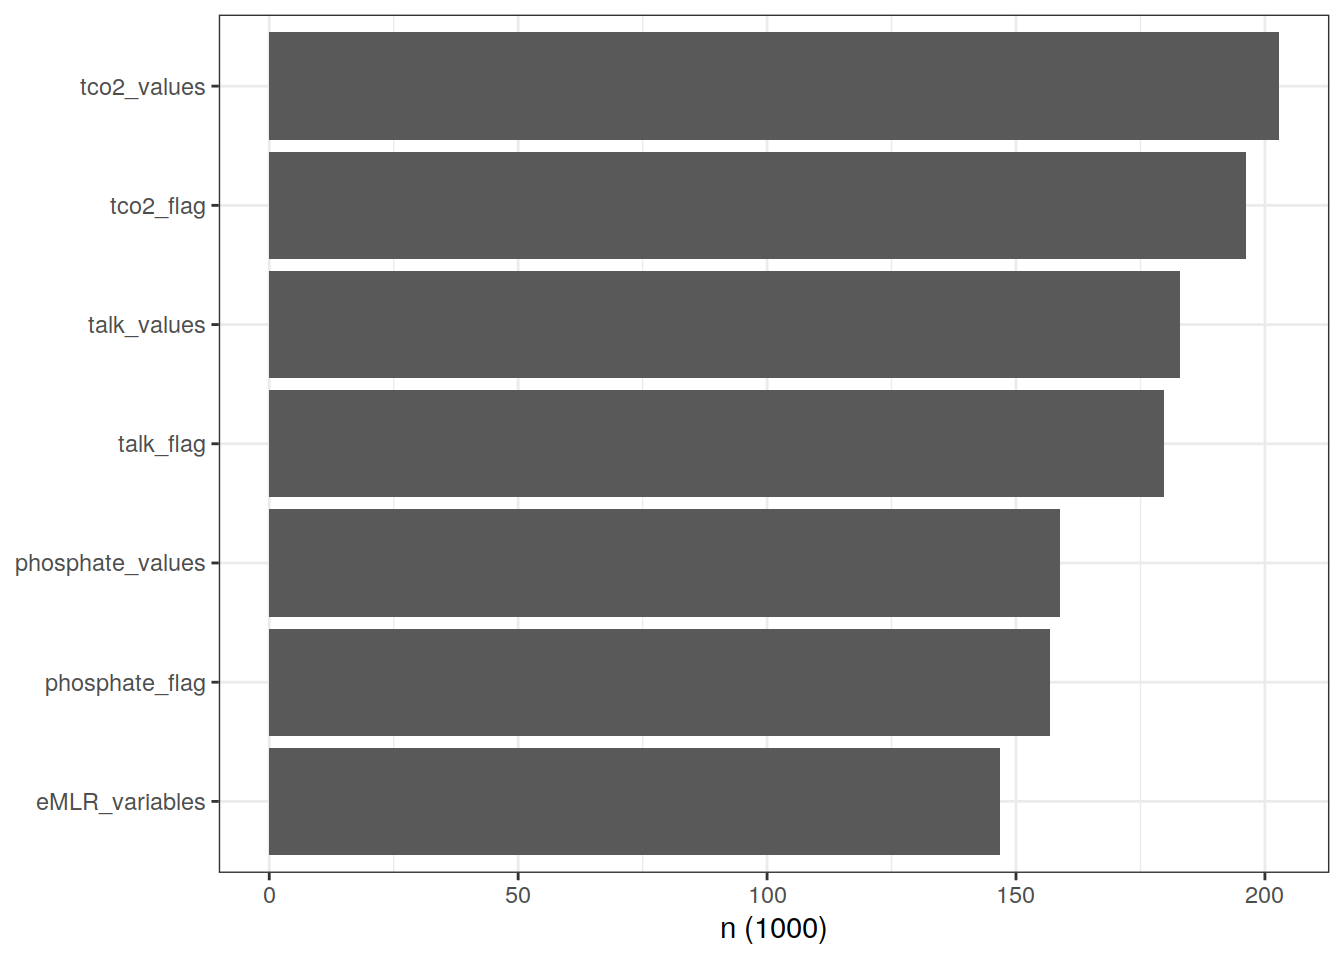 tco2_values
tco2_flag
talk_values
talk_flag
phosphate_values
phosphate_flag
eMLR_variables
0 50 100 150 200
n (1000)